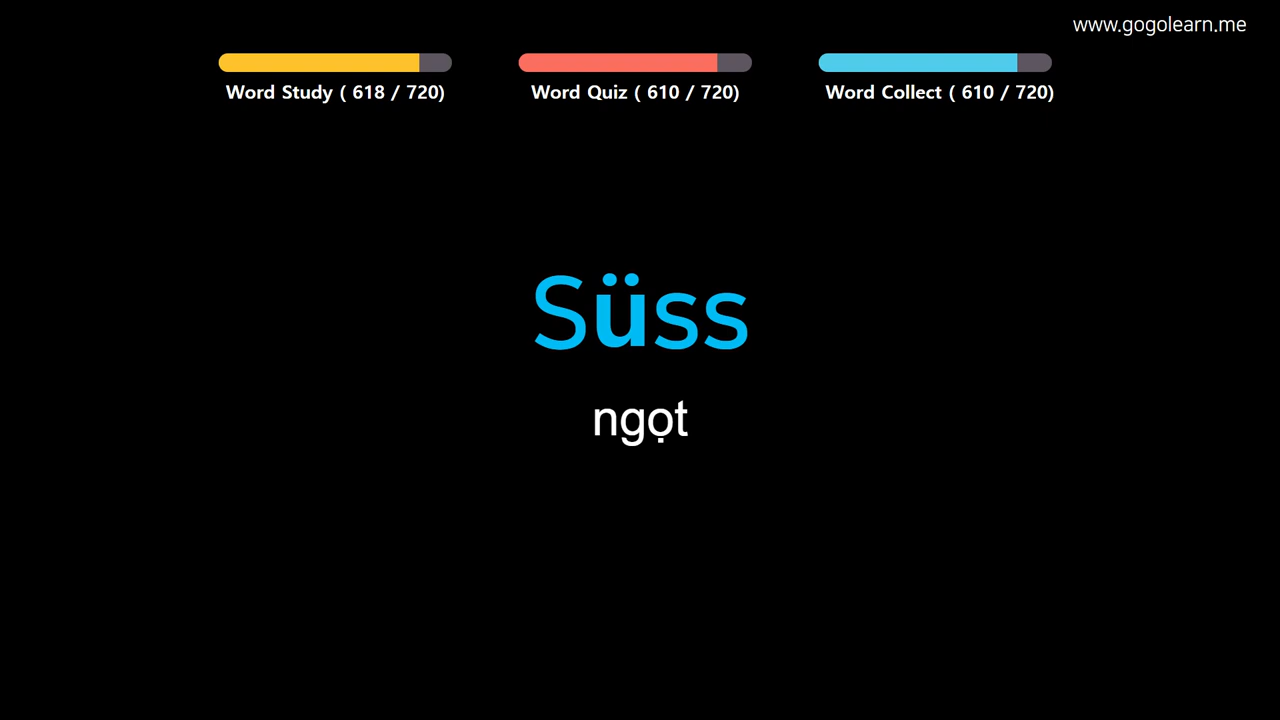 www.gogolearn.me
Word Study ( 618 / 720)
Word Quiz ( 610 / 720)
Word Collect ( 610 / 720)
Süss
ngọt